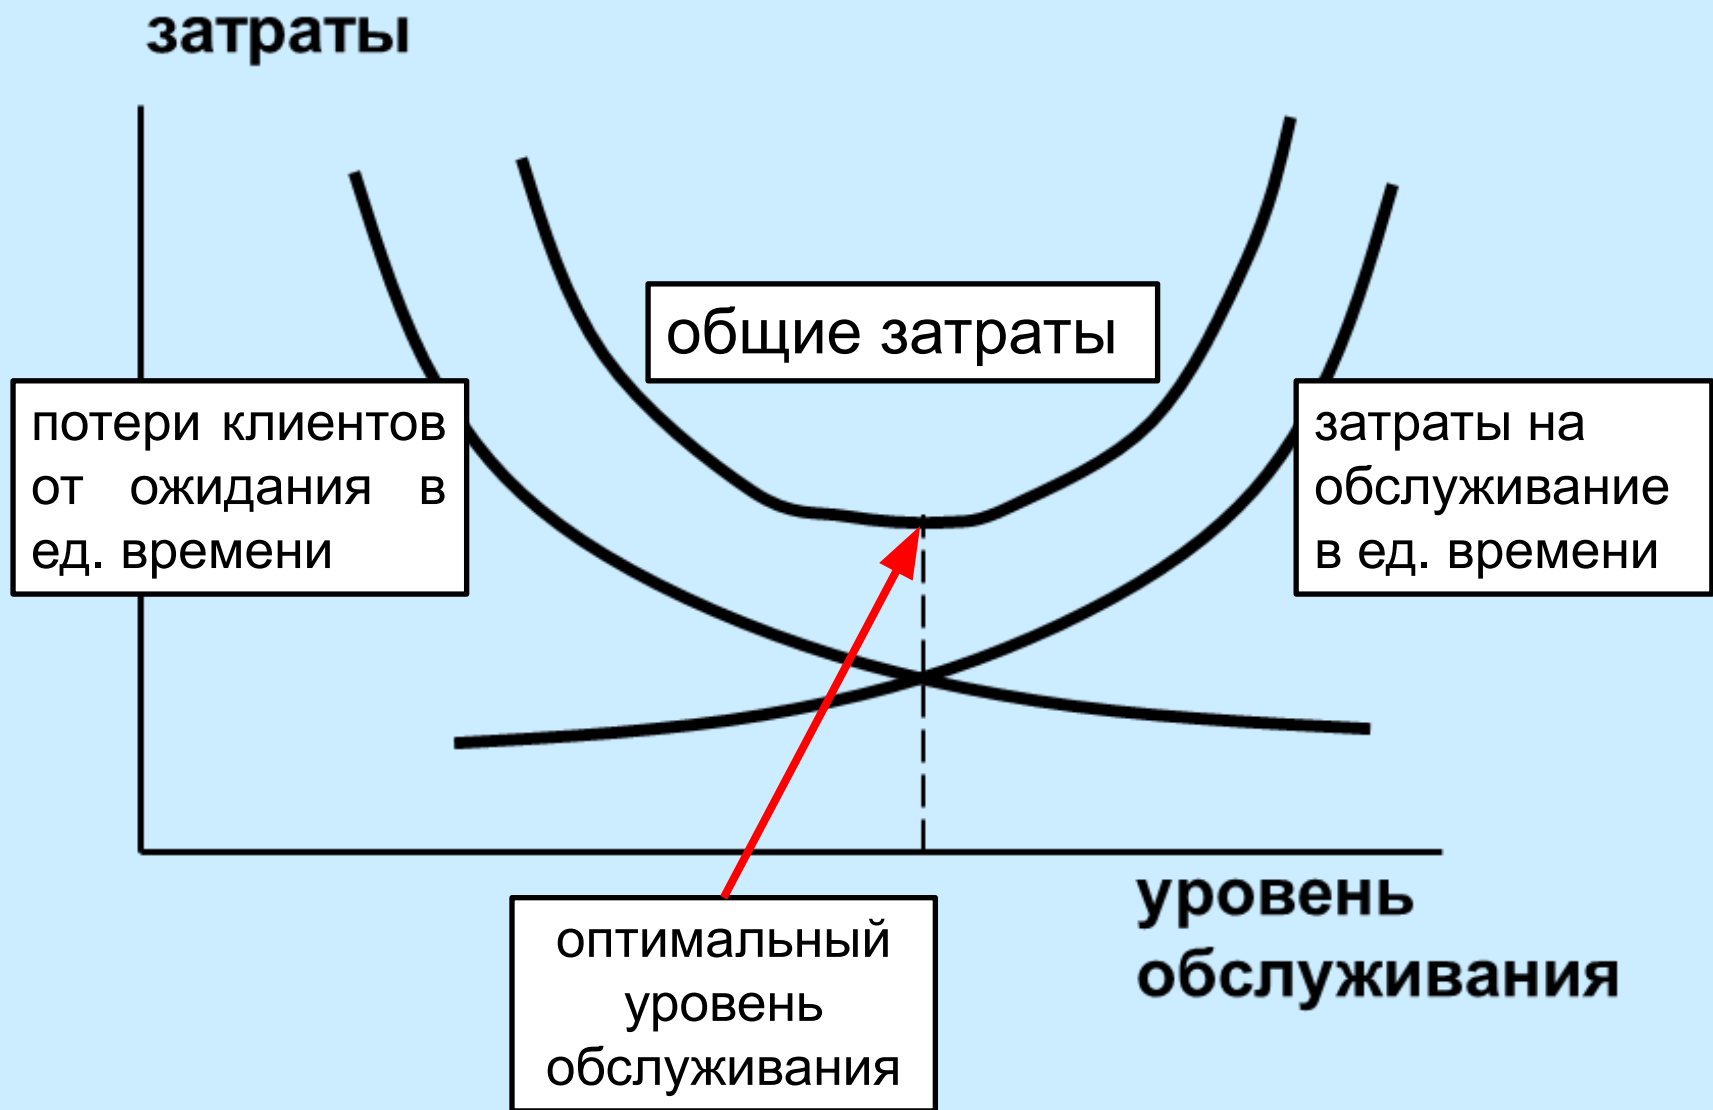 затраты
общие затраты
потери клиентов
от ожидания в
ед. времени
затраты на
обслуживание
в ед. времени
уровень
обслуживания
оптимальный
уровень
обслуживания